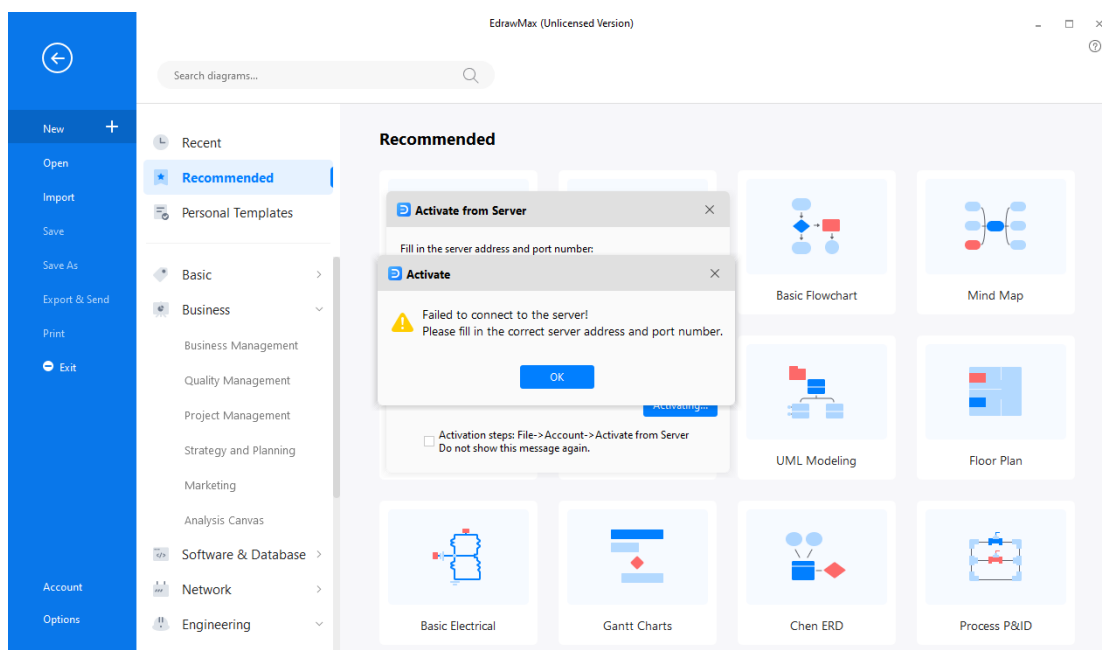 EdrawMax (Unlicensed Version)
Search diagrams...
New
Open
Import
Save
Save As
Export & Send
Print
Exit
Account
Options
Recent
Recommended
Personal Templates
Basic
Business
Business Management
Quality Management
Project Management
Strategy and Planning
Marketing
Analysis Canvas
Software & Database
Network
Engineering
Recommended
Activate from Server
Fill in the server address and port number:
Activate
Failed to connect to the server!
Please fill in the correct server address and port number.
OK
Activating...
Activation steps: File->Account->Activate from Server
Do not show this message again.
Basic Flowchart
Mind Map
UML Modeling
Floor Plan
Basic Electrical
Gantt Charts
Chen ERD
Process P&ID